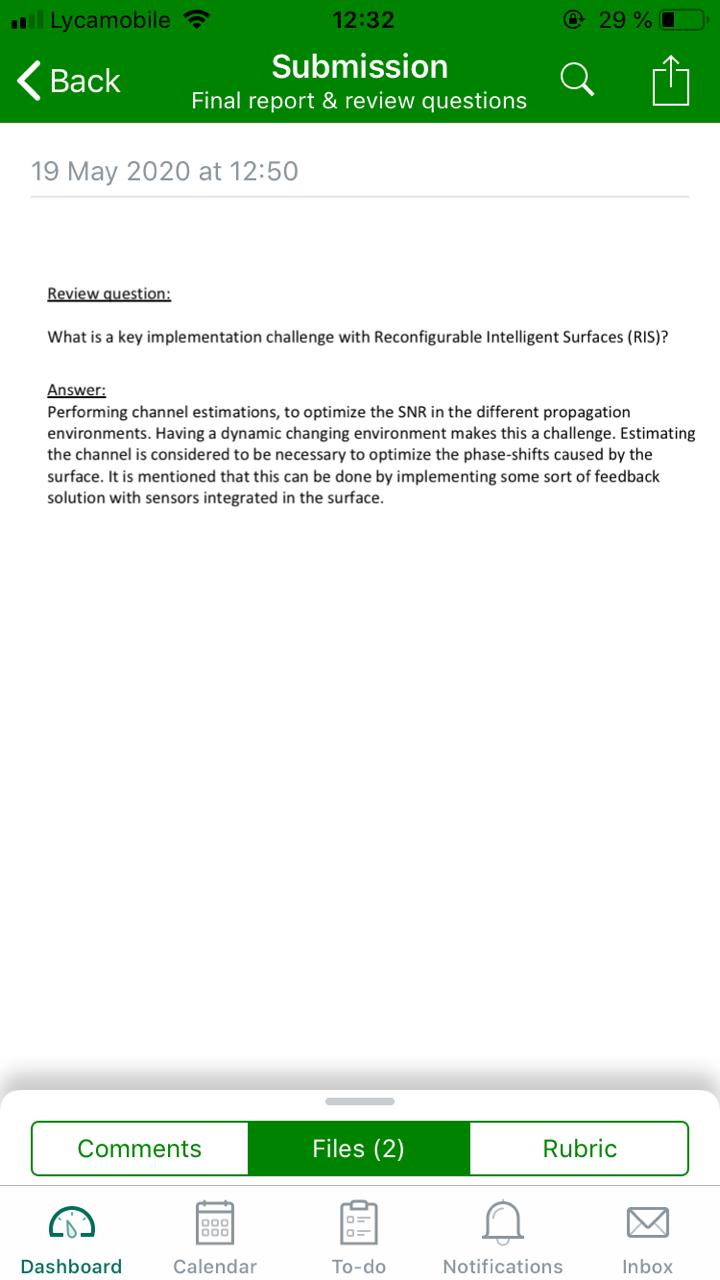 Lycamobile 12:32 29 %
Back
Submission
Final report & review questions
19 May 2020 at 12:50
Review question:
What is a key implementation challenge with Reconfigurable Intelligent Surfaces (RIS)?
Answer:
Performing channel estimations, to optimize the SNR in the different propagation
environments. Having a dynamic changing environment makes this a challenge. Estimating
the channel is considered to be necessary to optimize the phase-shifts caused by the
surface. It is mentioned that this can be done by implementing some sort of feedback
solution with sensors integrated in the surface.
Comments Files (2) Rubric
Dashboard Calendar To-do Notifications Inbox